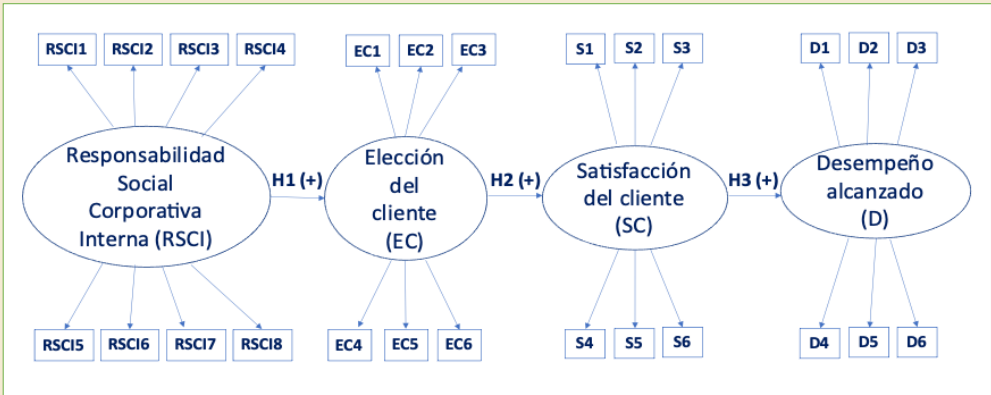 RSCI1 RSCI2 RSCI3 RSCI4 EC1 EC2 EC3 S1 S2 S3 D1 D2 D3
Responsabilidad
Social
Corporativa
Interna (RSCI)
H1 (+)
Elección
del
cliente
(EC)
H2 (+)
Satisfacción
del cliente
(SC)
H3 (+)
Desempeño
alcanzado
(D)
RSCI5 RSCI6 RSCI7 RSCI8 EC4 EC5 EC6 S4 S5 S6 D4 D5 D6